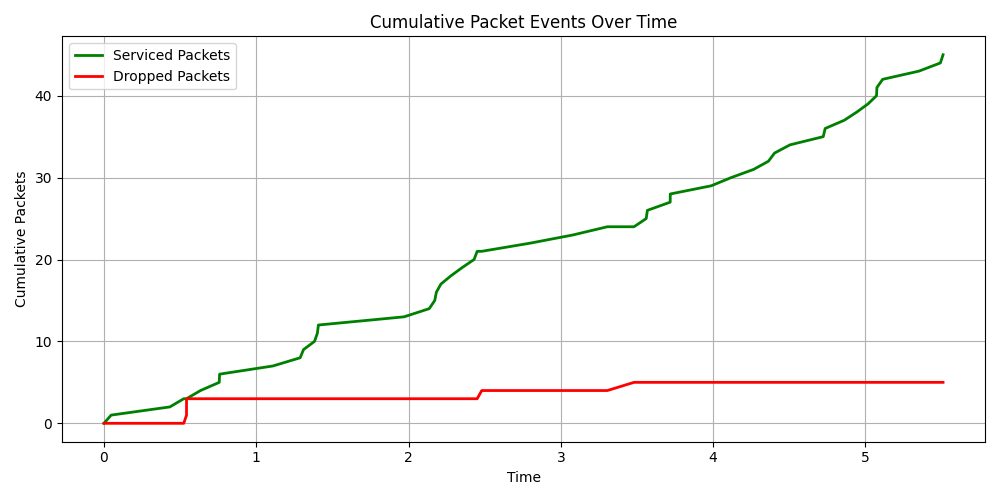 Cumulative Packet Events Over Time
Serviced Packets
Dropped Packets
Cumulative Packets
40
30
20
10
0
0 1 2 3 4 5
Time